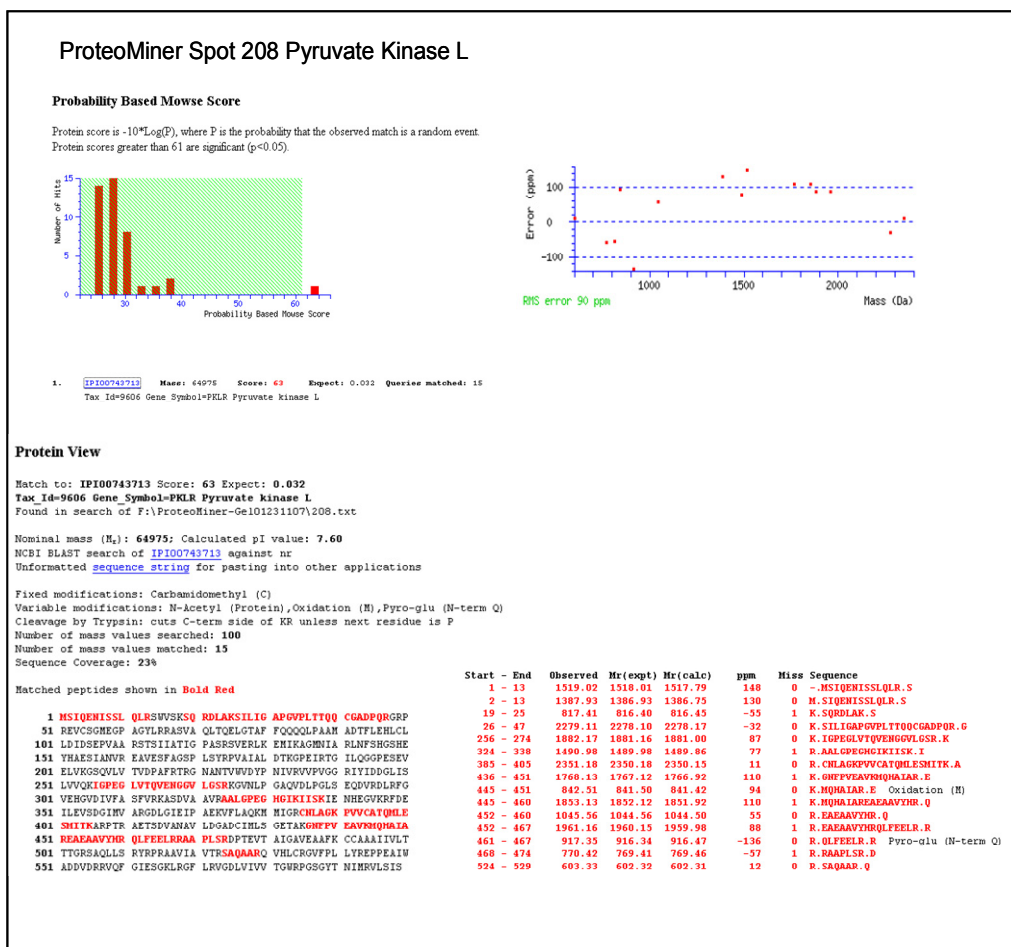 ProteoMiner Spot 208 Pyruvate Kinase L
Probability Based Mowse Score
Protein score is -10*Log(P), where P is the probability that the observed match is a random event.
Protein scores greater than 61 are significant (p<0.05).
Number of Hits
15
10
5
0
30
40
50
60
Probability Based Mowse Score
Error (ppm)
100
0
-100
1000
1500
2000
RMS error 90 ppm
Mass (Da)
1. IPI00743713 Mass: 64975 Score: 63 Expect: 0.032 Queries matched: 15
Tax Id=9606 Gene Symbol=PKLR Pyruvate kinase L
Protein View
Match to: IPI00743713 Score: 63 Expect: 0.032
Tax_Id=9606 Gene_Symbol=PKLR Pyruvate kinase L
Found in search of F:\ProteoMiner-Gel01231107\208.txt
Nominal mass (Mr): 64975; Calculated pI value: 7.60
NCBI BLAST search of IPI00743713 against nr
Unformatted sequence string for pasting into other applications
Fixed modifications: Carbamidomethyl (C)
Variable modifications: N-Acetyl (Protein),Oxidation (M),Pyro-glu (N-term Q)
Cleavage by Trypsin: cuts C-term side of KR unless next residue is P
Number of mass values searched: 100
Number of mass values matched: 15
Sequence Coverage: 23%
Matched peptides shown in Bold Red
1 MSIQENISSL QLRSWVSKSQ RDLAKSILIG APGVPLTTQQ CGADPQRGRP
51 REVCSGMEGP AGYLRRASVA QLTQELGTAF FQQQQLPAAM ADTFLEHLCL
101 LDIDSEPVAA RSTSIIATIG PASRSVERLK EMIKAGMNIA RLNFSHGSHE
151 YHAESIANVR EAVESFAGSP LSYRPVAIAL DTKGPEIRTG ILQGGPESEV
201 ELVKGSQVLV TVDPAFRTRG NANTVWVDYP NIVRVVPVGG RIYIDDGLIS
251 LVVQKIGPEG LVTQVENGGV LGSRKGVNLP GAQVDLPGLS EQDVRDLRFG
301 VEHGVDIVFA SFVRKASDVA AVRAALGPEG HGIKIISKIE NHEGVKRFDE
351 ILEVSDGIMV ARGDLGIEIP AEKVFLAQKM MIGRCNLAGK PVVCATQMLE
401 SMITKARPTR AETSDVANAV LDGADCIMLS GETAKGNFPV EAVKMQHAIA
451 REAEAAVYHR QLFEELRRAA PLSRDPTEVT AIGAVEAAFK CCAAAIIVLT
501 TTGRSAQLLS RYRPRAAVIA VTRSAQAARQ VHLCRGVFPL LYREPPEAIW
551 ADDVDRRVQF GIESGKLRGF LRVGDLVIVV TGWRPGSGYT NIMRVLSIS
Start - End Observed Mr(expt) Mr(calc) ppm Miss Sequence
1 - 13 1519.02 1518.01 1517.79 148 0 -.MSIQENISSLQLR.S
2 - 13 1387.93 1386.93 1386.75 130 0 M.SIQENISSLQLR.S
19 - 25 817.41 816.40 816.45 -55 1 K.SQRDLAK.S
26 - 47 2279.11 2278.10 2278.17 -32 0 K.SILIGAPGVPLTTQQCGADPQR.G
256 - 274 1882.17 1881.16 1881.00 87 0 K.IGPEGLVTQVENGGVLGSR.K
324 - 338 1490.98 1489.98 1489.86 77 1 R.AALGPEGHGIKIISK.I
385 - 405 2351.18 2350.18 2350.15 11 0 R.CNLAGKPVVCATQMLESMITK.A
436 - 451 1768.13 1767.12 1766.92 110 1 K.GNFPVEAVKMQHAIAR.E
445 - 451 842.51 841.50 841.42 94 0 K.MQHAIAR.E Oxidation (M)
445 - 460 1853.13 1852.12 1851.92 110 1 K.MQHAIAREAEAAVYHR.Q
452 - 460 1045.56 1044.56 1044.50 55 0 R.EAEAAVYHR.Q
452 - 467 1961.16 1960.15 1959.98 88 1 R.EAEAAVYHRQLFEELR.R
461 - 467 917.35 916.34 916.47 -136 0 R.QLFEELR.R Pyro-glu (N-term Q)
468 - 474 770.42 769.41 769.46 -57 1 R.RAAPLSR.D
524 - 529 603.33 602.32 602.31 12 0 R.SAQAAR.Q